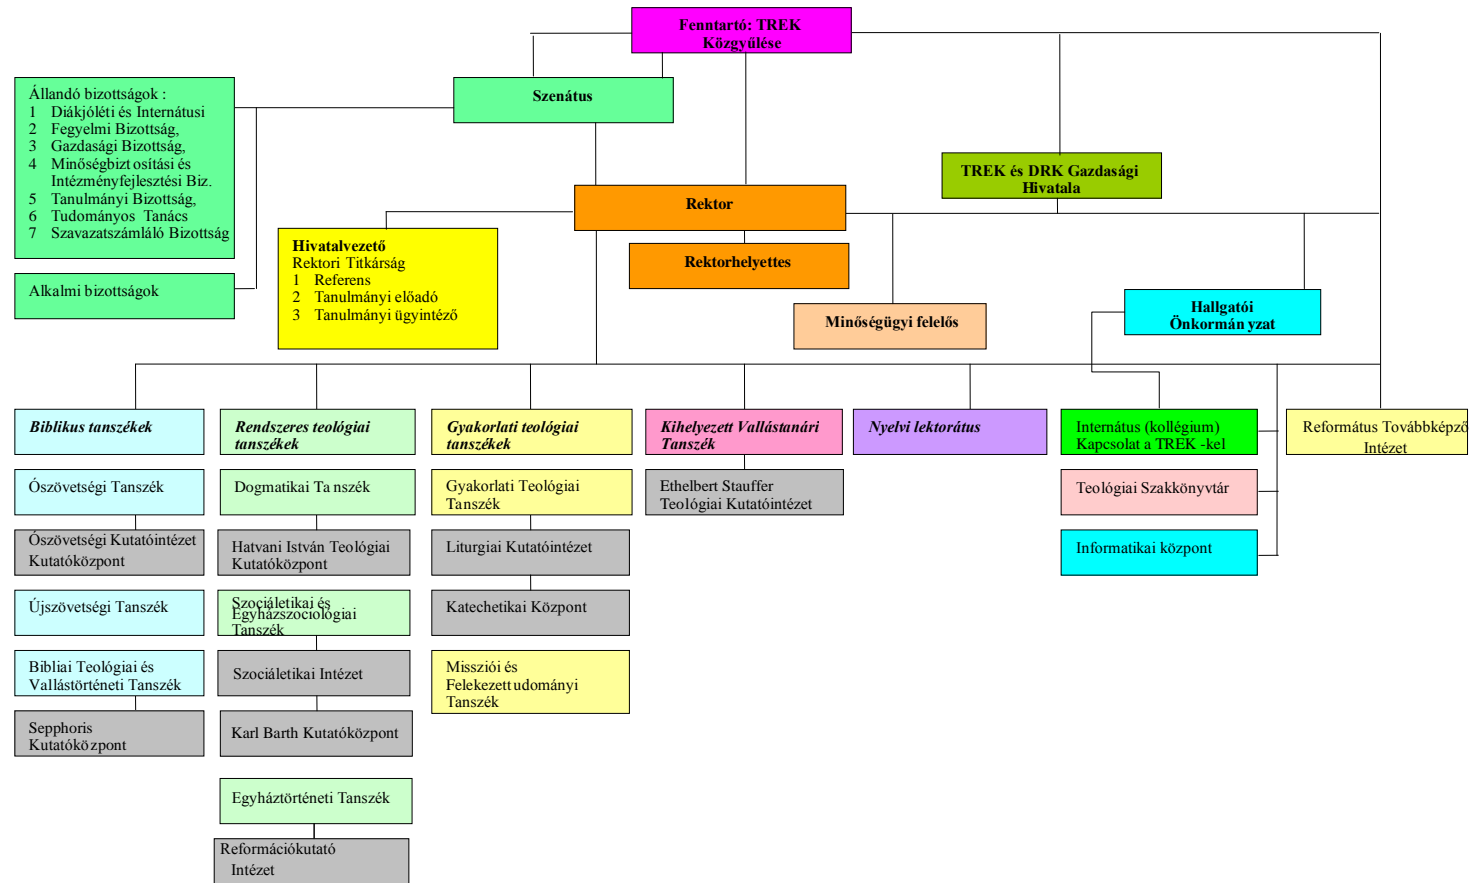 Fenntartó: TREK
Közgyűlése
Állandó bizottságok :
1 Diákjóléti és Internátusi
2 Fegyelmi Bizottság,
3 Gazdasági Bizottság,
4 Minőségbizt osítási és
Intézményfejlesztési Biz.
5 Tanulmányi Bizottság,
6 Tudományos Tanács
7 Szavazatszámláló Bizottság
Szenátus
TREK és DRK Gazdasági
Hivatala
Rektor
Hivatalvezető
Rektori Titkárság
1 Referens
2 Tanulmányi előadó
3 Tanulmányi ügyintéző
Rektorhelyettes
Alkalmi bizottságok
Minőségügyi felelős
Hallgatói
Önkormán yzat
Biblikus tanszékek
Rendszeres teológiai
tanszékek
Gyakorlati teológiai
tanszékek
Kihelyezett Vallástanári
Tanszék
Nyelvi lektorátus
Internátus (kollégium)
Kapcsolat a TREK -kel
Református Továbbképző
Intézet
Ószövetségi Tanszék
Dogmatikai Ta nszék
Gyakorlati Teológiai
Tanszék
Ethelbert Stauffer
Teológiai Kutatóintézet
Teológiai Szakkönyvtár
Ószövetségi Kutatóintézet
Kutatóközpont
Hatvani István Teológiai
Kutatóközpont
Liturgiai Kutatóintézet
Informatikai központ
Újszövetségi Tanszék
Szociáletikai és
Egyházszociológiai
Tanszék
Katechetikai Központ
Bibliai Teológiai és
Vallástörténeti Tanszék
Szociáletikai Intézet
Missziói és
Felekezett udományi
Tanszék
Sepphoris
Kutatóközpont
Karl Barth Kutatóközpont
Egyháztörténeti Tanszék
Reformációkutató
Intézet